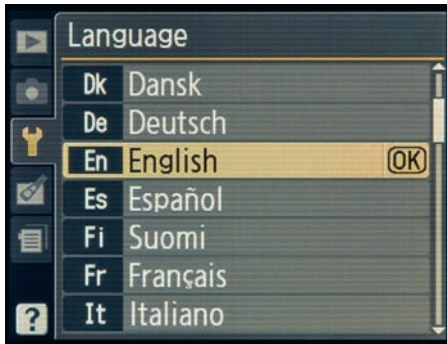 Language
Dk Dansk
De Deutsch
En English OK
Es Español
Fi Suomi
Fr Français
It Italiano
?